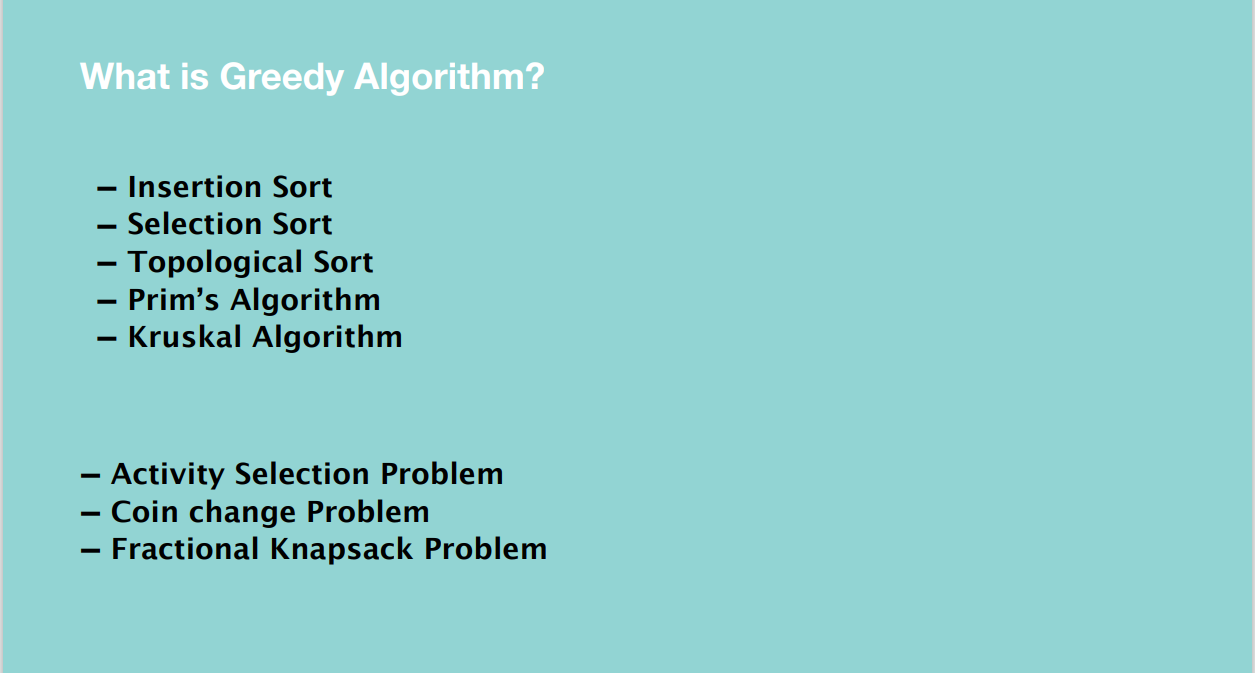 What is Greedy Algorithm?
– Insertion Sort
– Selection Sort
– Topological Sort
– Prim’s Algorithm
– Kruskal Algorithm
– Activity Selection Problem
– Coin change Problem
– Fractional Knapsack Problem